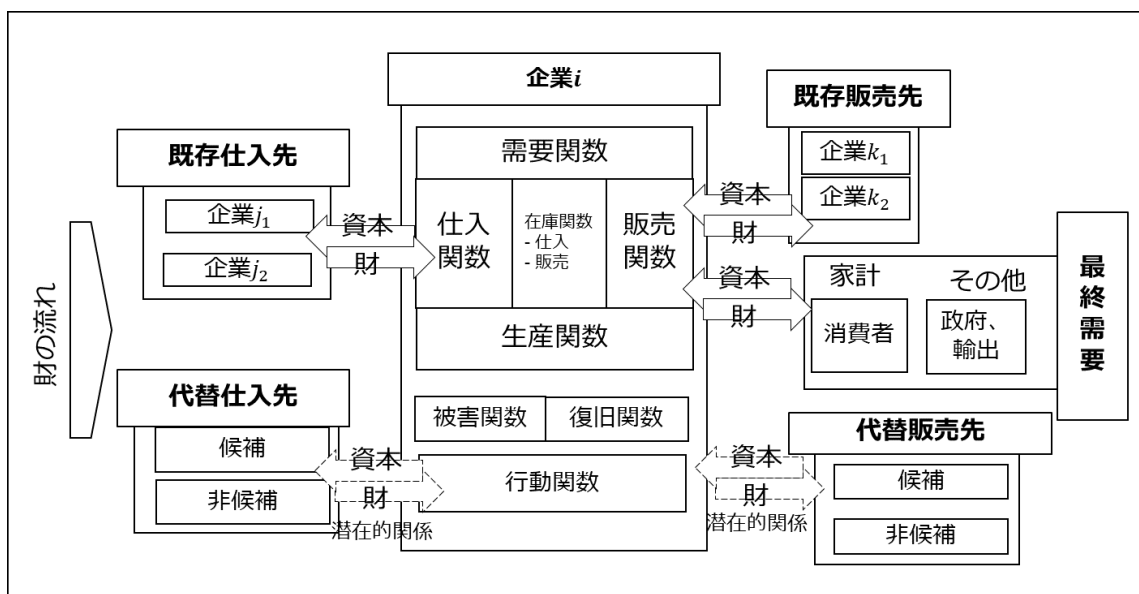 財の流れ
既存仕入先
企業j₁
企業j₂
代替仕入先
候補
非候補
資本
財
資本
財
潜在的関係
企業i
需要関数
仕入
関数
在庫関数
- 仕入
- 販売
販売
関数
生産関数
被害関数
復旧関数
行動関数
資本
財
資本
財
資本
財
潜在的関係
既存販売先
企業k₁
企業k₂
家計
消費者
その他
政府、
輸出
最終需要
代替販売先
候補
非候補